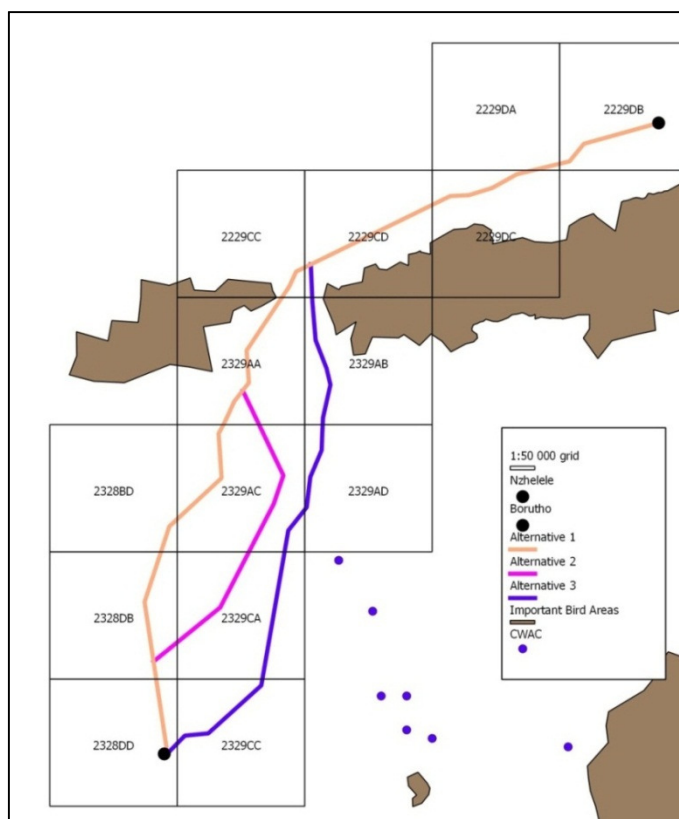 2229DA
2229DB
2229CC
2229CD
2229DC
2329AA
2329AB
2328BD
2329AC
2329AD
2328DB
2329CA
2328DD
2329CC
1:50 000 grid
Nzhelele
Borutho
Alternative 1
Alternative 2
Alternative 3
Important Bird Areas
CWAC